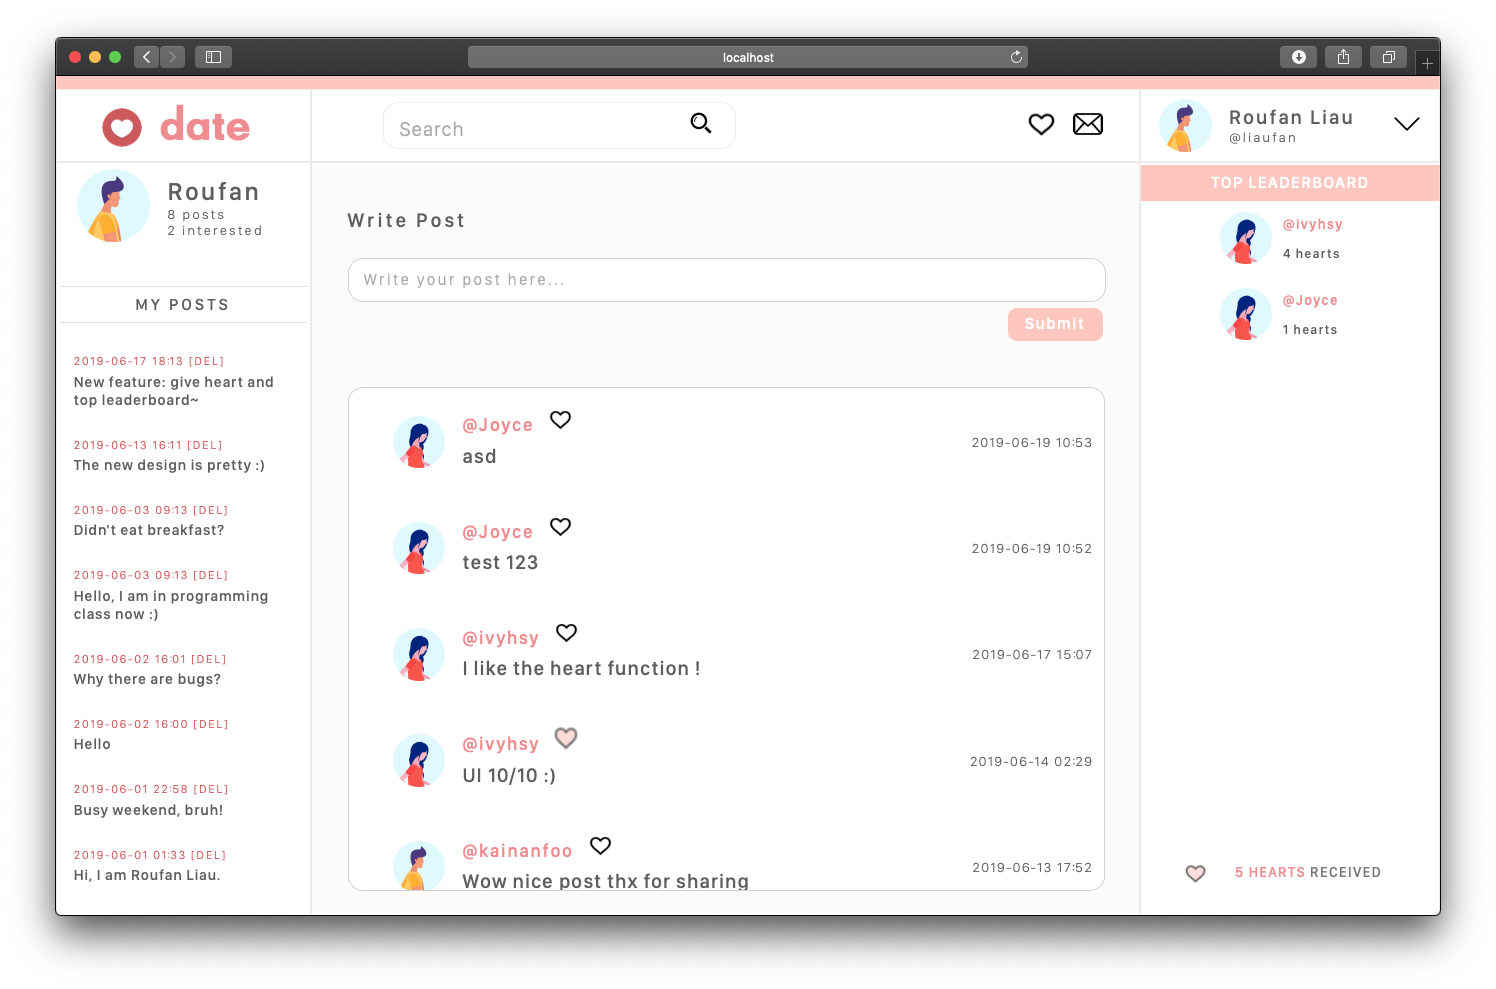 localhost
date
Search
Roufan Liau
@liaufan
Roufan
8 posts
2 interested
MY POSTS
2019-06-17 18:13 [DEL]
New feature: give heart and
top leaderboard~
2019-06-13 16:11 [DEL]
The new design is pretty :)
2019-06-03 09:13 [DEL]
Didn't eat breakfast?
2019-06-03 09:13 [DEL]
Hello, I am in programming
class now :)
2019-06-02 16:01 [DEL]
Why there are bugs?
2019-06-02 16:00 [DEL]
Hello
2019-06-01 22:58 [DEL]
Busy weekend, bruh!
2019-06-01 01:33 [DEL]
Hi, I am Roufan Liau.
Write Post
Write your post here...
Submit
@Joyce
asd
2019-06-19 10:53
@Joyce
test 123
2019-06-19 10:52
@ivyhsy
I like the heart function !
2019-06-17 15:07
@ivyhsy
UI 10/10 :)
2019-06-14 02:29
@kainanfoo
Wow nice post thx for sharing
2019-06-13 17:52
TOP LEADERBOARD
@ivyhsy
4 hearts
@Joyce
1 hearts
5 HEARTS RECEIVED